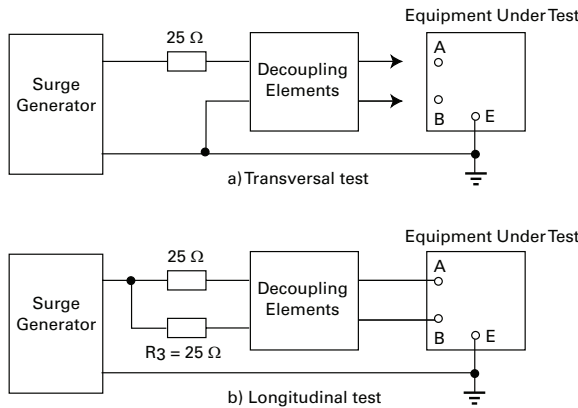 Equipment Under Test
25 Ω
A
Surge
Generator
Decoupling
Elements
B
E
a) Transversal test
Equipment Under Test
25 Ω
A
Surge
Generator
Decoupling
Elements
B
E
R3 = 25 Ω
b) Longitudinal test